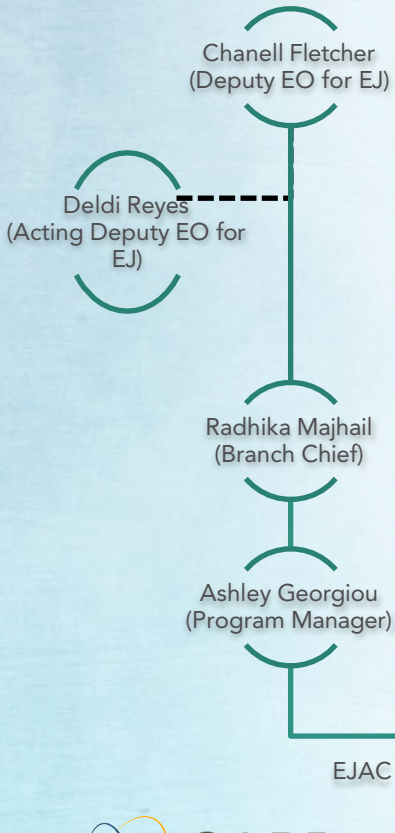 Chanell Fletcher
(Deputy EO for EJ)
Deldi Reyes
(Acting Deputy EO for
EJ)
Radhika Majhail
(Branch Chief)
Ashley Georgiou
(Program Manager)
EJAC